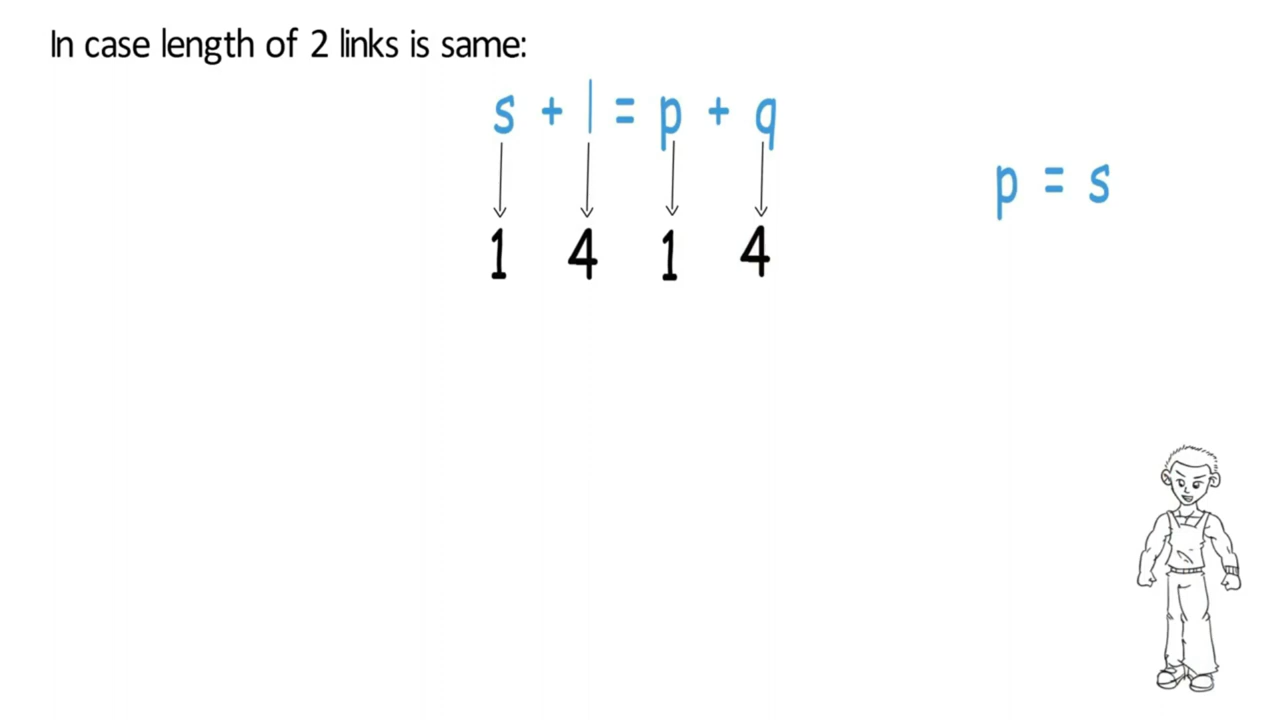 In case length of 2 links is same:
s + l = p + q
p = s
1 4 1 4